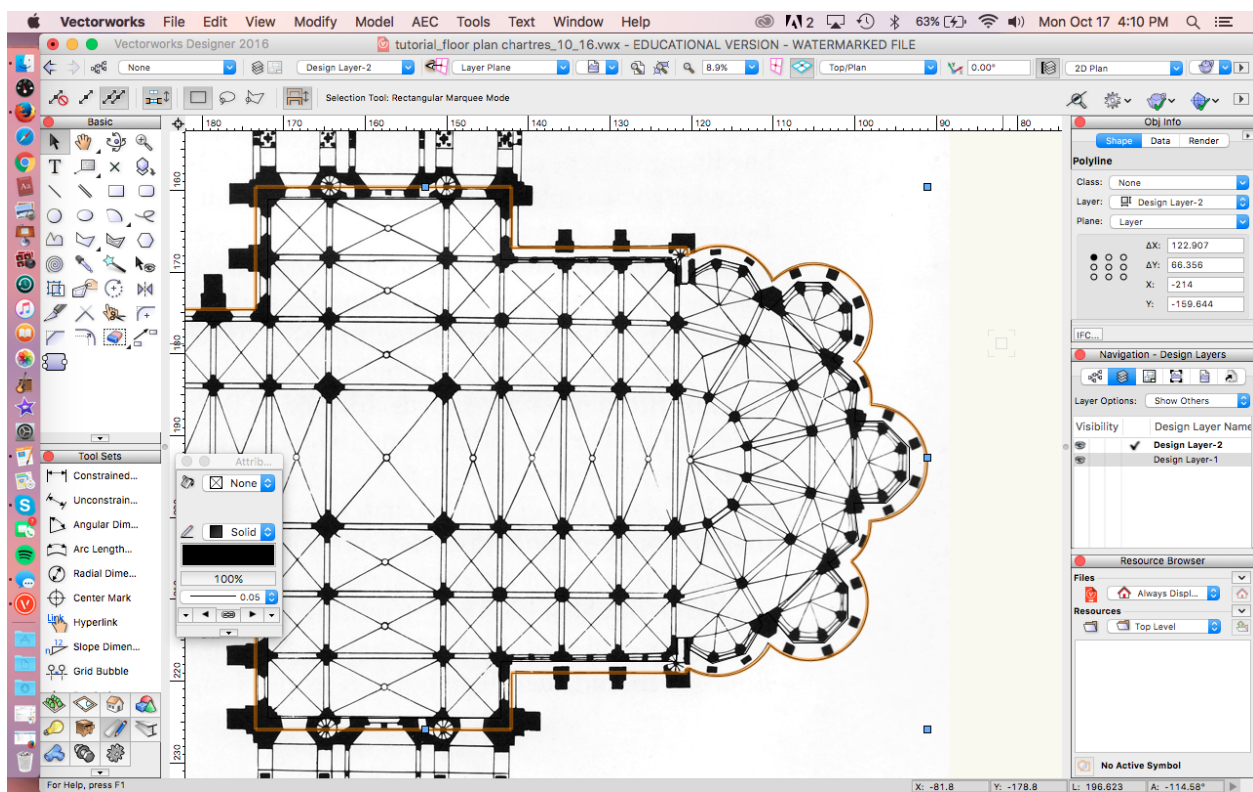 Vectorworks File Edit View Modify Model AEC Tools Text Window Help 2 63% Mon Oct 17 4:10 PM
Vectorworks Designer 2016 tutorial_floor plan chartres_10_16.vwx - EDUCATIONAL VERSION - WATERMARKED FILE
None Design Layer-2 Layer Plane 8.9% Top/Plan 0.00° 2D Plan
Selection Tool: Rectangular Marquee Mode
Basic
180 170 160 150 140 130 120 110 100 90 80
160
170
180
190
220
230
Tool Sets
Constrained...
Unconstrain...
Angular Dim...
Arc Length...
Radial Dime...
Center Mark
Link Hyperlink
12 Slope Dimen...
n
Grid Bubble
Attrib...
None
Solid
100%
0.05
Obj Info
Shape Data Render
Polyline
Class: None
Layer: Design Layer-2
Plane: Layer
ΔX: 122.907
ΔY: 66.356
X: -214
Y: -159.644
IFC...
Navigation - Design Layers
Layer Options: Show Others
Visibility Design Layer Name
Design Layer-2
Design Layer-1
Resource Browser
Files
Always Displ...
Resources
Top Level
No Active Symbol
For Help, press F1 X: -81.8 Y: -178.8 L: 196.623 A: -114.58°